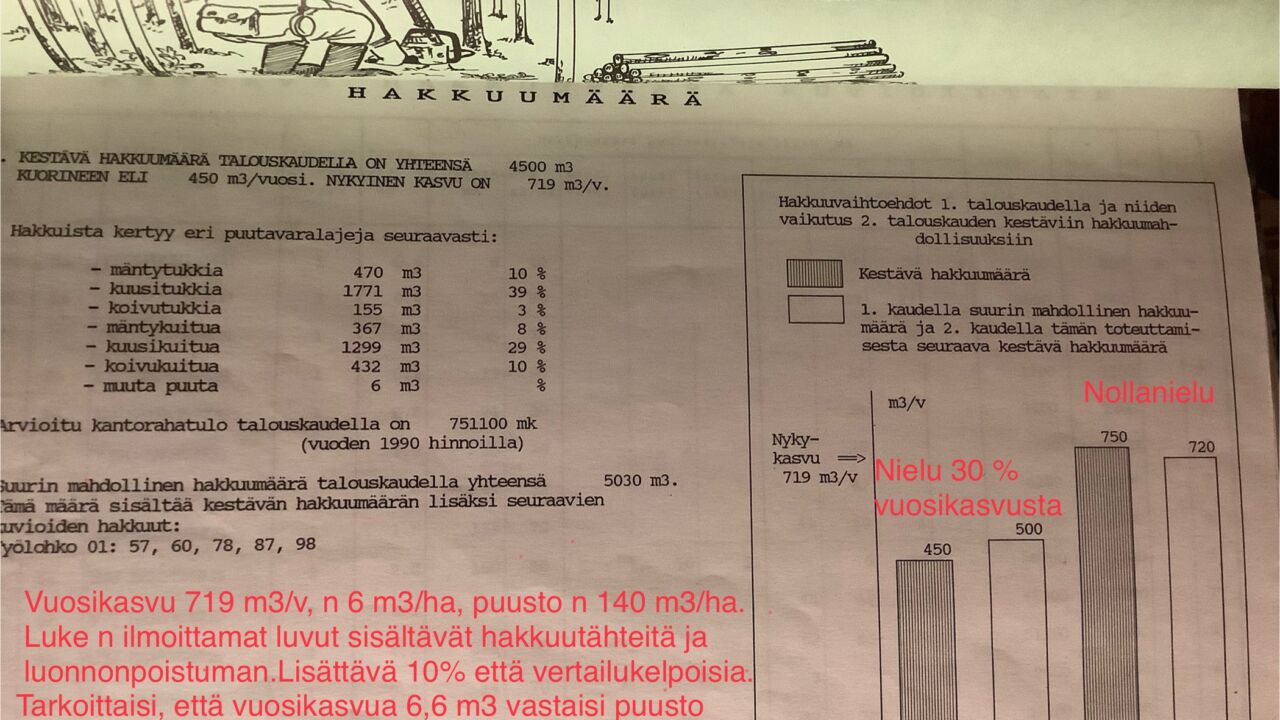 HAKKUUMÄÄRÄ
. KESTÄVÄ HAKKUUMÄÄRÄ TALOUSKAUDELLA ON YHTEENSÄ 4500 m3
KUORINEEN ELI 450 m3/vuosi. NYKYINEN KASVU ON 719 m3/v.
Hakkuista kertyy eri puutavaralajeja seuraavasti:
- mäntytukkia 470 m3 10 %
- kuusitukkia 1771 m3 39 %
- koivutukkia 155 m3 3 %
- mäntykuitua 367 m3 8 %
- kuusikuitua 1299 m3 29 %
- koivukuitua 432 m3 10 %
- muuta puuta 6 m3 %
Arvioitu kantorahatulo talouskaudella on 751100 mk
(vuoden 1990 hinnoilla)
Suurin mahdollinen hakkuumäärä talouskaudella yhteensä 5030 m3.
Tämä määrä sisältää kestävän hakkuumäärän lisäksi seuraavien
uvioiden hakkuut:
yölohko 01: 57, 60, 78, 87, 98
Vuosikasvu 719 m3/v, n 6 m3/ha, puusto n 140 m3/ha.
Luke n ilmoittamat luvut sisältävät hakkuutähteitä ja
luonnonpoistuman.Lisättävä 10% että vertailukelpoisia.
Tarkoittaisi, että vuosikasvua 6,6 m3 vastaisi puusto
Hakkuuvaihtoehdot 1. talouskaudella ja niiden
vaikutus 2. talouskauden kestäviin hakkuumah-
dollisuuksiin
Kestävä hakkuumäärä
1. kaudella suurin mahdollinen hakkuu-
määrä ja 2. kaudella tämän toteuttami-
sesta seuraava kestävä hakkuumäärä
Nollanielu
m3/v
Nyky-
kasvu ==>
719 m3/v
Nielu 30 %
vuosikasvusta
450
500
750
720